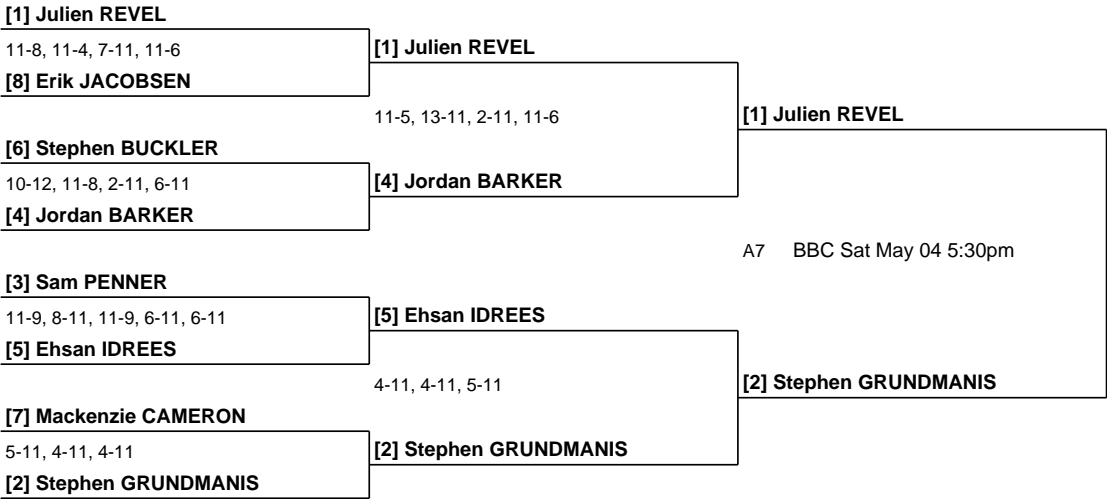 [1] Julien REVEL
11-8, 11-4, 7-11, 11-6
[8] Erik JACOBSEN
[1] Julien REVEL
11-5, 13-11, 2-11, 11-6
[6] Stephen BUCKLER
10-12, 11-8, 2-11, 6-11
[4] Jordan BARKER
[4] Jordan BARKER
[1] Julien REVEL
A7 BBC Sat May 04 5:30pm
[3] Sam PENNER
11-9, 8-11, 11-9, 6-11, 6-11
[5] Ehsan IDREES
[5] Ehsan IDREES
4-11, 4-11, 5-11
[7] Mackenzie CAMERON
5-11, 4-11, 4-11
[2] Stephen GRUNDMANIS
[2] Stephen GRUNDMANIS
[2] Stephen GRUNDMANIS